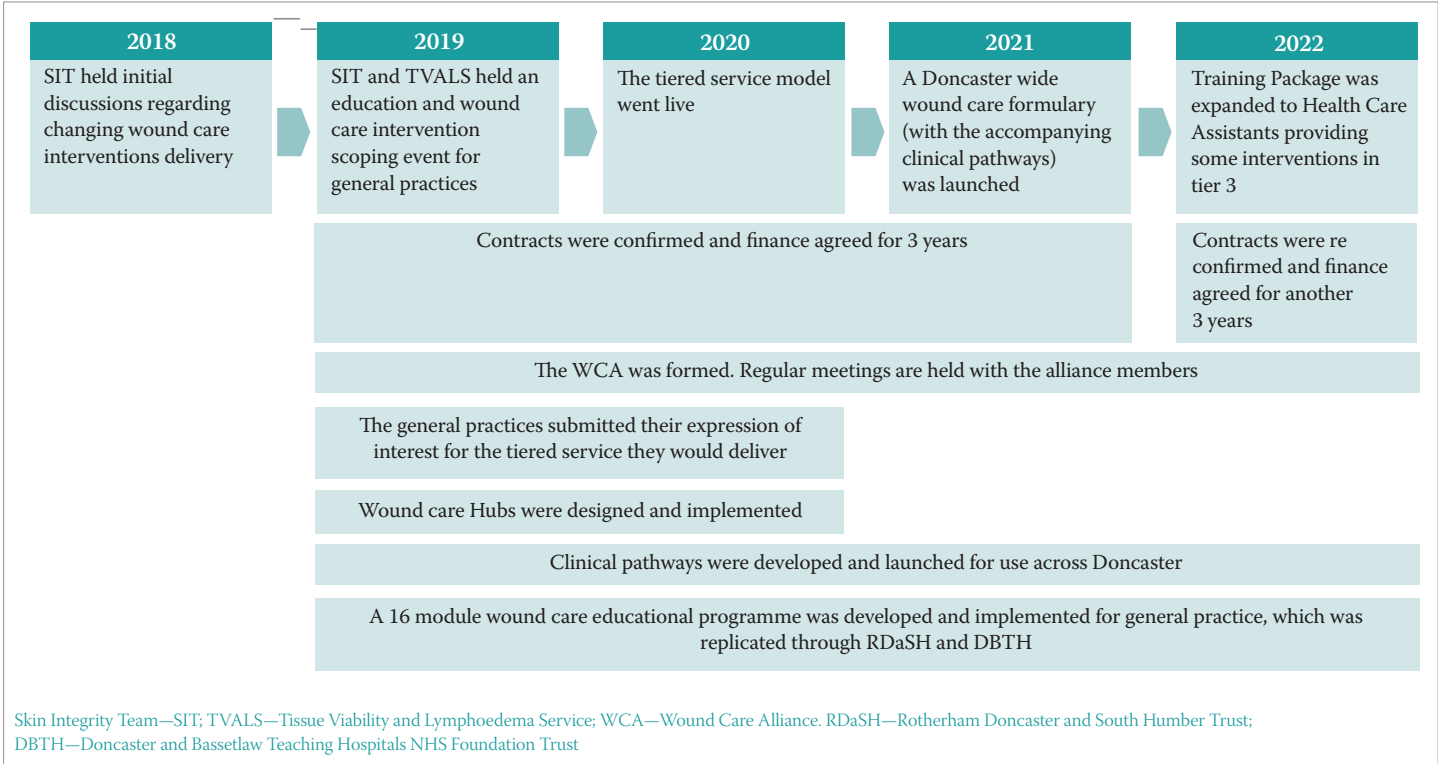 2018
SIT held initial
discussions regarding
changing wound care
interventions delivery
2019
SIT and TVALS held an
education and wound
care intervention
scoping event for
general practices
2020
The tiered service model
went live
2021
A Doncaster wide
wound care formulary
(with the accompanying
clinical pathways)
was launched
2022
Training Package was
expanded to Health Care
Assistants providing
some interventions in
tier 3
Contracts were confirmed and finance agreed for 3 years
Contracts were re
confirmed and finance
agreed for another
3 years
The WCA was formed. Regular meetings are held with the alliance members
The general practices submitted their expression of
interest for the tiered service they would deliver
Wound care Hubs were designed and implemented
Clinical pathways were developed and launched for use across Doncaster
A 16 module wound care educational programme was developed and implemented for general practice, which was
replicated through RDaSH and DBTH
Skin Integrity Team—SIT; TVALS—Tissue Viability and Lymphoedema Service; WCA—Wound Care Alliance. RDaSH—Rotherham Doncaster and South Humber Trust;
DBTH—Doncaster and Bassetlaw Teaching Hospitals NHS Foundation Trust